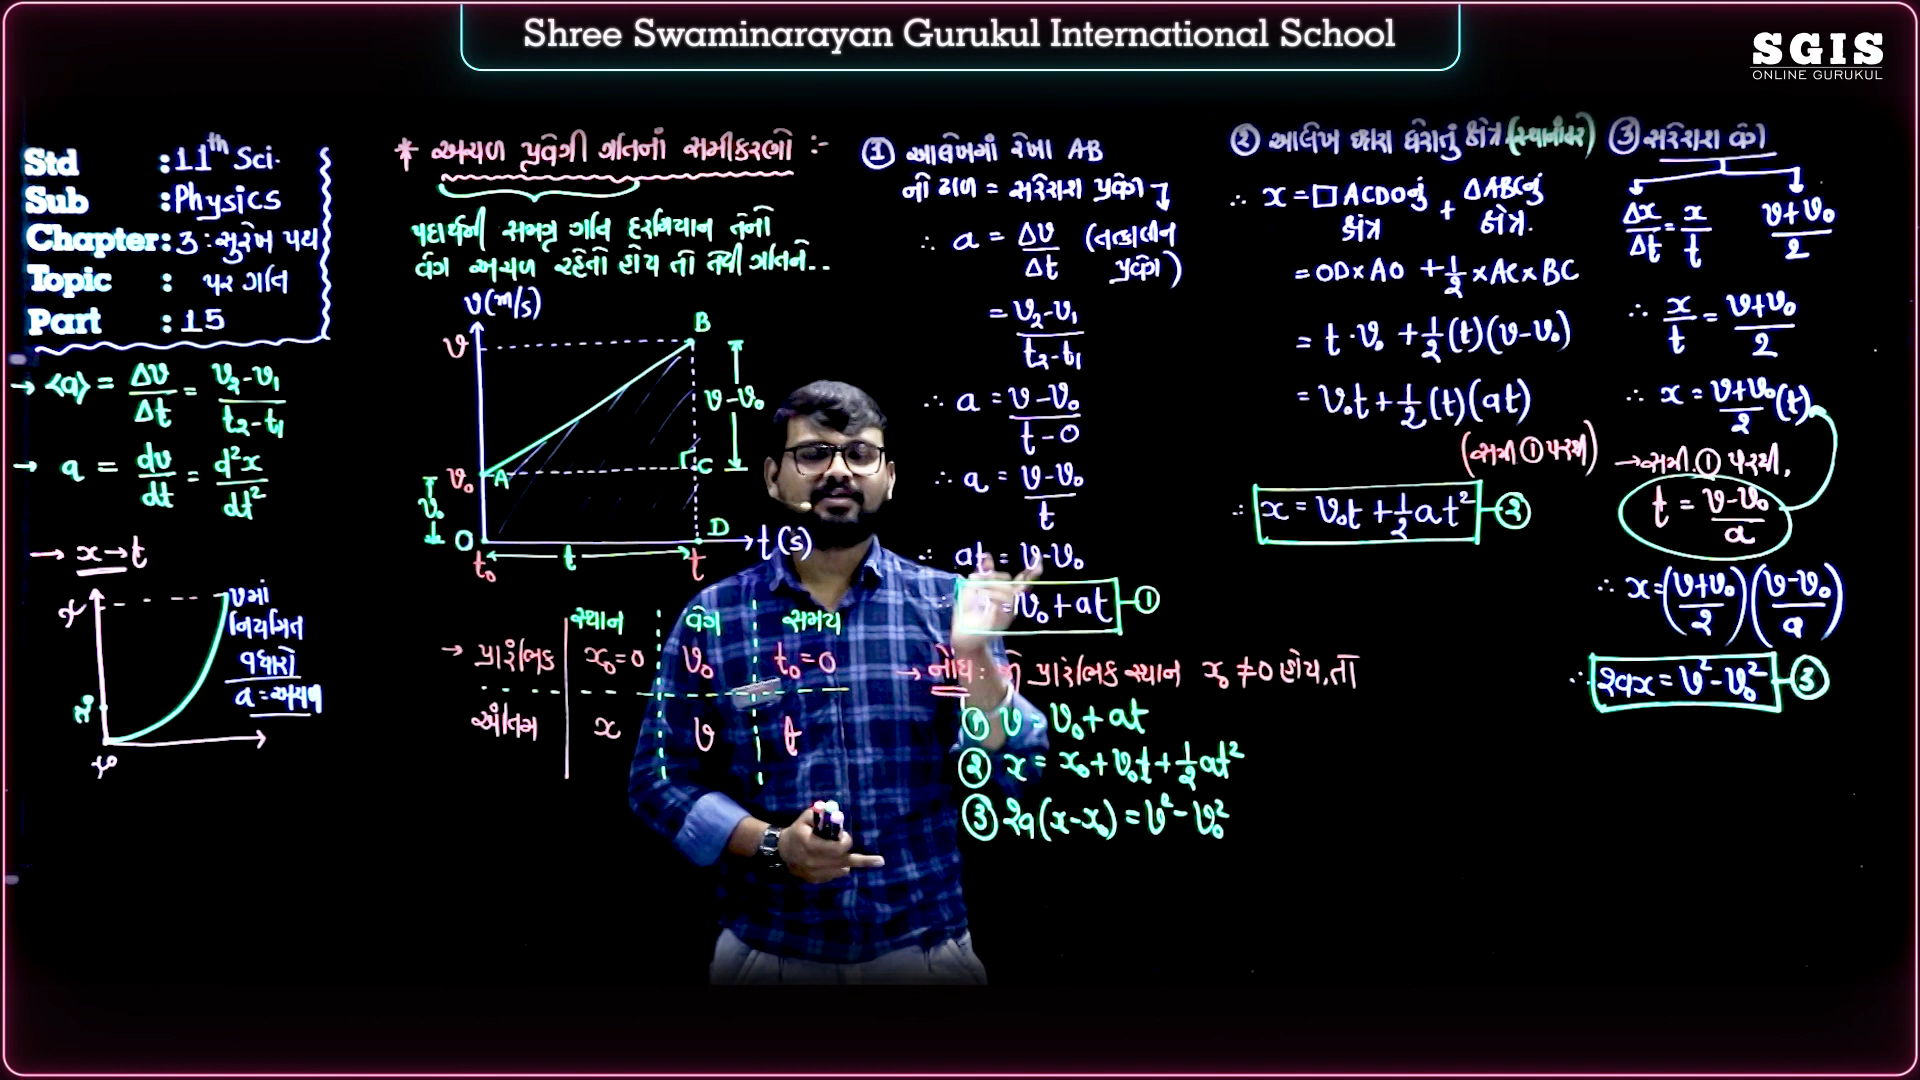 Shree Swaminarayan Gurukul International School
SGIS
ONLINE GURUKUL
Std : 11th Sci.
Sub : Physics
Chapter : 3 : સુરેખ પથ
Topic : પર ગતિ
Part : 15
→ <a> = Δv/Δt = v₂-v₁/t₂-t₁
→ a = dv/dt = d²x/dt²
→ x→t
vમાં
નિયમિત
વધારો
a = અચળ
* અચળ પ્રવેગી ગતિનાં સમીકરણો :-
પદાર્થની સમગ્ર ગતિ દરમિયાન તેનો
વેગ અચળ રહેતો હોય તો તેવી ગતિને..
v(m/s)
v
B
v-v₀
v₀
A
C
v₀
O
D
t(s)
t₀
t
t
સ્થાન વેગ સમય
→ પ્રારંભિક x₀=0 v₀ t₀=0
અંતિમ x v t
① આલેખમાં રેખા AB
નો ઢાળ = સરેરાશ પ્રવેગ
∴ a = Δv/Δt (તત્કાલીન પ્રવેગ)
= v₂-v₁/t₂-t₁
∴ a = v-v₀/t-0
∴ a = v-v₀/t
∴ at = v-v₀
= v₀+at ①
→ નોંધ: પ્રારંભિક સ્થાન x₀≠0 હોય, તો
① v = v₀+at
② x = x₀+v₀t+½at²
③ 2a(x-x₀) = v²-v₀²
② આલેખ દ્વારા ઘેરાતું ક્ષેત્ર (સ્થાનાંતર)
∴ x = □ACDOનું ક્ષેત્ર + ΔABCનું ક્ષેત્ર.
= OD×AO + ½×AC×BC
= t·v₀ + ½(t)(v-v₀)
= v₀t + ½(t)(at)
(સમી ① પરથી)
∴ x = v₀t + ½at² ②
③ સરેરાશ વેગ
Δx/Δt = x/t v+v₀/2
∴ x/t = v+v₀/2
∴ x = v+v₀/2 (t)
→ સમી. ① પરથી,
t = v-v₀/a
∴ x = (v+v₀/2)(v-v₀/a)
∴ 2ax = v²-v₀² ③